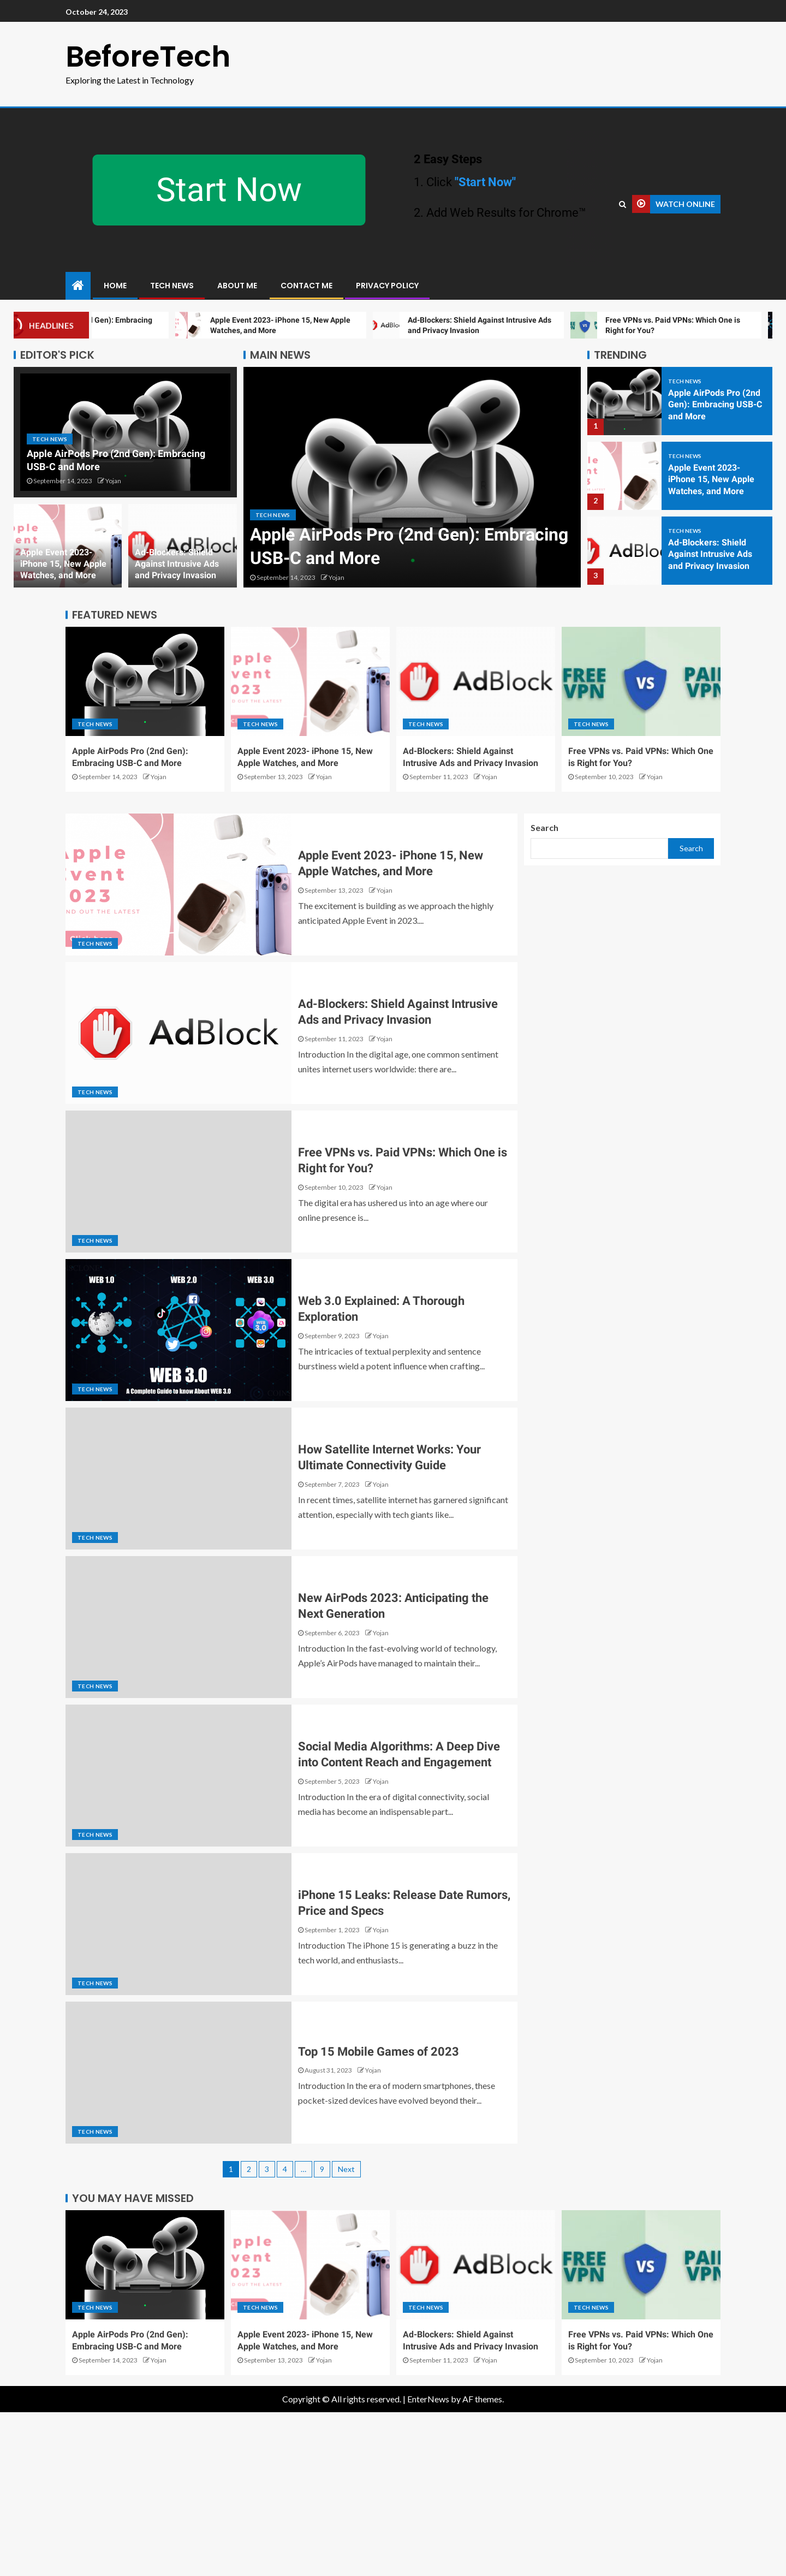 October 24, 2023
BeforeTech
Exploring the Latest in Technology
Start Now
2 Easy Steps
1. Click "Start Now"
2. Add Web Results for Chrome™
WATCH ONLINE
HOME
TECH NEWS
ABOUT ME
CONTACT ME
PRIVACY POLICY
HEADLINES
Gen): Embracing
Apple Event 2023- iPhone 15, New Apple
Watches, and More
Ad-Blockers: Shield Against Intrusive Ads
and Privacy Invasion
Free VPNs vs. Paid VPNs: Which One is
Right for You?
EDITOR'S PICK
TECH NEWS
Apple AirPods Pro (2nd Gen): Embracing
USB-C and More
September 14, 2023 Yojan
Apple Event 2023-
iPhone 15, New Apple
Watches, and More
Ad-Blockers: Shield
Against Intrusive Ads
and Privacy Invasion
MAIN NEWS
TECH NEWS
Apple AirPods Pro (2nd Gen): Embracing
USB-C and More
September 14, 2023 Yojan
TRENDING
1
TECH NEWS
Apple AirPods Pro (2nd
Gen): Embracing USB-C
and More
2
TECH NEWS
Apple Event 2023-
iPhone 15, New Apple
Watches, and More
AdBloc
3
TECH NEWS
Ad-Blockers: Shield
Against Intrusive Ads
and Privacy Invasion
FEATURED NEWS
TECH NEWS
Apple AirPods Pro (2nd Gen):
Embracing USB-C and More
September 14, 2023 Yojan
Apple
Event
2023
TECH NEWS
Apple Event 2023- iPhone 15, New
Apple Watches, and More
September 13, 2023 Yojan
AdBlock
TECH NEWS
Ad-Blockers: Shield Against
Intrusive Ads and Privacy Invasion
September 11, 2023 Yojan
FREE
VPN
VS
PAID
VPN
TECH NEWS
Free VPNs vs. Paid VPNs: Which One
is Right for You?
September 10, 2023 Yojan
Apple
Event
2023
FIND OUT THE LATEST
TECH NEWS
Apple Event 2023- iPhone 15, New
Apple Watches, and More
September 13, 2023 Yojan
The excitement is building as we approach the highly
anticipated Apple Event in 2023....
Search
Search
AdBlock
TECH NEWS
Ad-Blockers: Shield Against Intrusive
Ads and Privacy Invasion
September 11, 2023 Yojan
Introduction In the digital age, one common sentiment
unites internet users worldwide: there are...
TECH NEWS
Free VPNs vs. Paid VPNs: Which One is
Right for You?
September 10, 2023 Yojan
The digital era has ushered us into an age where our
online presence is...
WEB 1.0 WEB 2.0 WEB 3.0
WEB 3.0
A Complete Guide to know About WEB 3.0
TECH NEWS
Web 3.0 Explained: A Thorough
Exploration
September 9, 2023 Yojan
The intricacies of textual perplexity and sentence
burstiness wield a potent influence when crafting...
TECH NEWS
How Satellite Internet Works: Your
Ultimate Connectivity Guide
September 7, 2023 Yojan
In recent times, satellite internet has garnered significant
attention, especially with tech giants like...
TECH NEWS
New AirPods 2023: Anticipating the
Next Generation
September 6, 2023 Yojan
Introduction In the fast-evolving world of technology,
Apple's AirPods have managed to maintain their...
TECH NEWS
Social Media Algorithms: A Deep Dive
into Content Reach and Engagement
September 5, 2023 Yojan
Introduction In the era of digital connectivity, social
media has become an indispensable part...
TECH NEWS
iPhone 15 Leaks: Release Date Rumors,
Price and Specs
September 1, 2023 Yojan
Introduction The iPhone 15 is generating a buzz in the
tech world, and enthusiasts...
TECH NEWS
Top 15 Mobile Games of 2023
August 31, 2023 Yojan
Introduction In the era of modern smartphones, these
pocket-sized devices have evolved beyond their...
1 2 3 4 … 9 Next
YOU MAY HAVE MISSED
TECH NEWS
Apple AirPods Pro (2nd Gen):
Embracing USB-C and More
September 14, 2023 Yojan
Apple
Event
2023
TECH NEWS
Apple Event 2023- iPhone 15, New
Apple Watches, and More
September 13, 2023 Yojan
AdBlock
TECH NEWS
Ad-Blockers: Shield Against
Intrusive Ads and Privacy Invasion
September 11, 2023 Yojan
FREE
VPN
VS
PAID
VPN
TECH NEWS
Free VPNs vs. Paid VPNs: Which One
is Right for You?
September 10, 2023 Yojan
Copyright © All rights reserved. | EnterNews by AF themes.